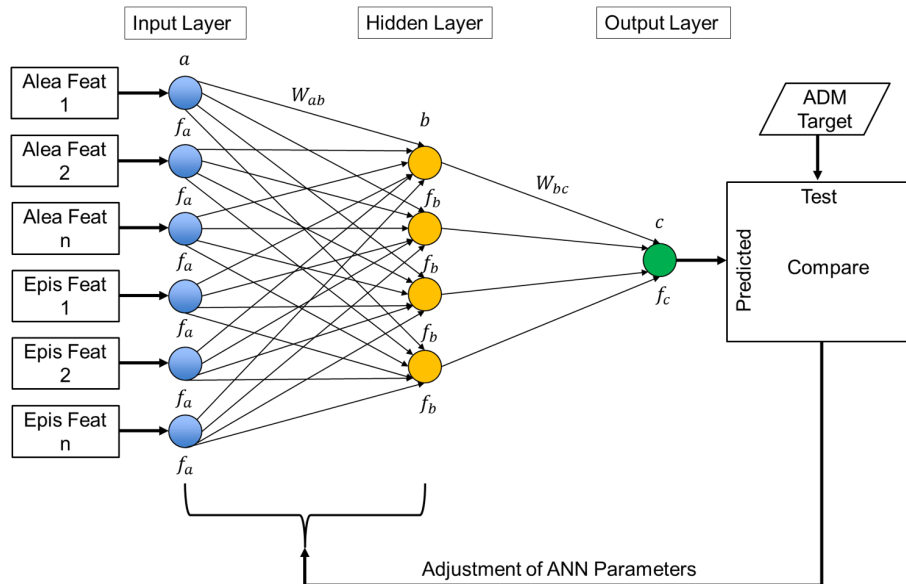 Input Layer
Hidden Layer
Output Layer
Alea Feat
1
Alea Feat
2
Alea Feat
n
Epis Feat
1
Epis Feat
2
Epis Feat
n
a
f_a
f_a
f_a
f_a
f_a
f_a
W_ab
b
f_b
f_b
f_b
f_b
W_bc
c
f_c
ADM
Target
Test
Predicted
Compare
Adjustment of ANN Parameters